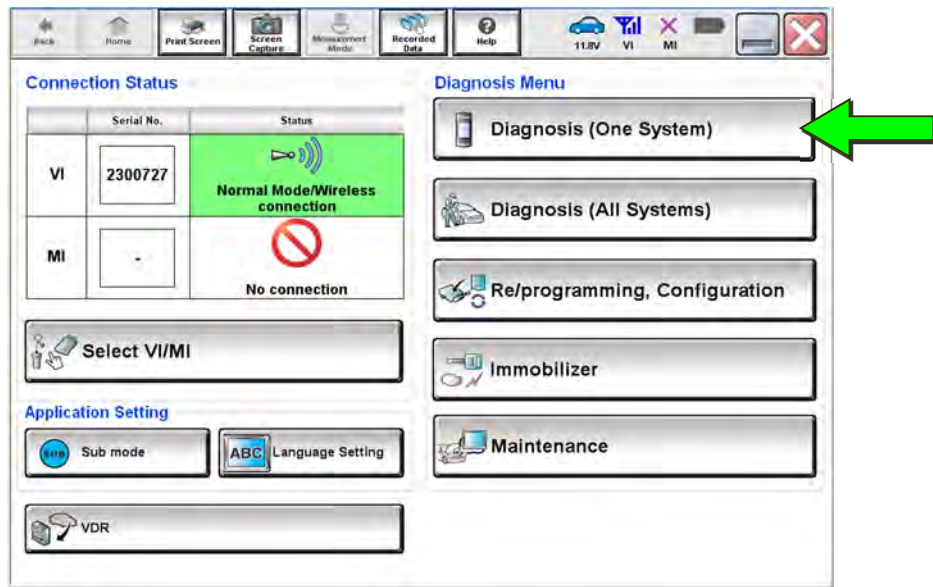 Back
Home
Print Screen
Screen
Capture
Measurement
Mode
Recorded
Data
Help
11.8V
VI
MI
Connection Status
Serial No.
Status
VI
2300727
Normal Mode/Wireless
connection
MI
-
No connection
Select VI/MI
Application Setting
SUB
Sub mode
ABC
Language Setting
VDR
Diagnosis Menu
Diagnosis (One System)
Diagnosis (All Systems)
Re/programming, Configuration
Immobilizer
Maintenance